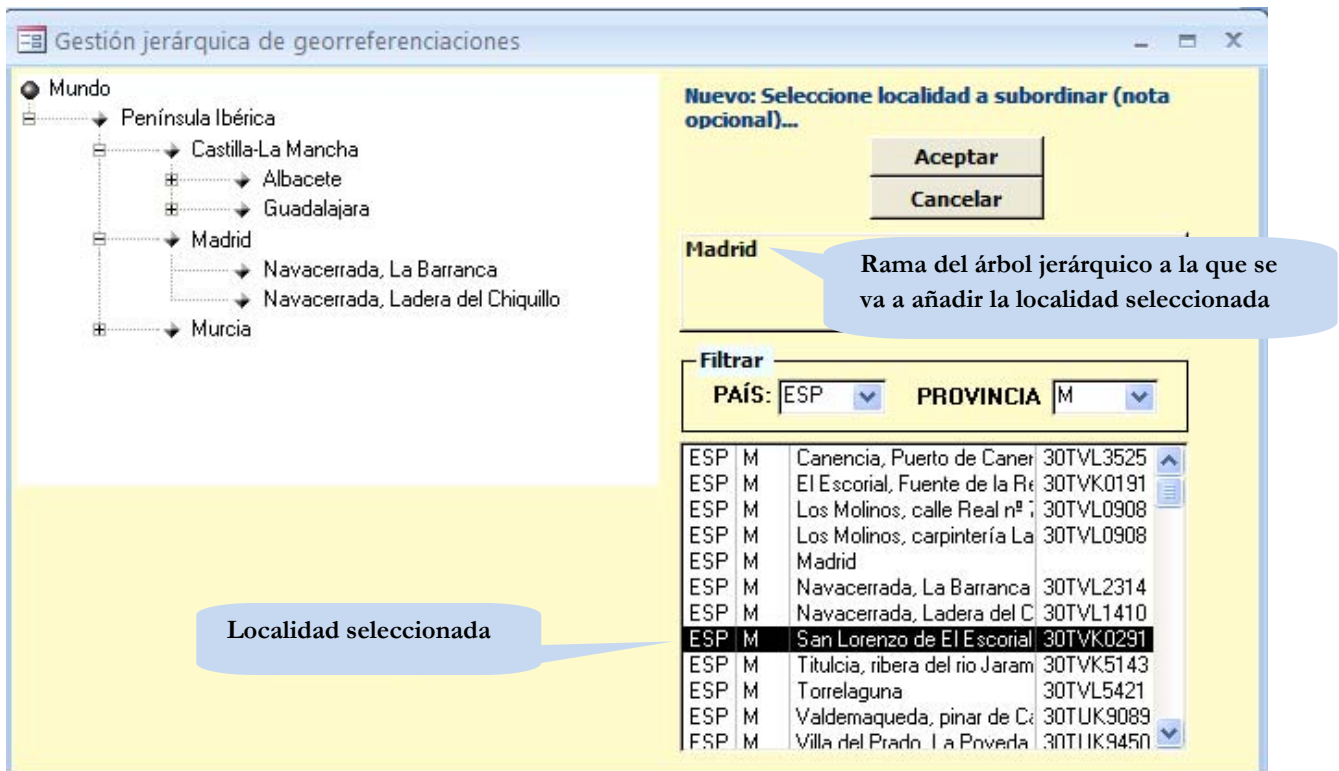 Gestión jerárquica de georreferenciaciones
Mundo
Península Ibérica
Castilla-La Mancha
Albacete
Guadalajara
Madrid
Navacerrada, La Barranca
Navacerrada, Ladera del Chiquillo
Murcia
Nuevo: Seleccione localidad a subordinar (nota
opcional)...
Aceptar
Cancelar
Madrid
Rama del árbol jerárquico a la que se
va a añadir la localidad seleccionada
Filtrar
PAÍS: ESP PROVINCIA M
ESP M Canencia, Puerto de Caner 30TVL3525
ESP M El Escorial, Fuente de la Re 30TVK0191
ESP M Los Molinos, calle Real nº 30TVL0908
ESP M Los Molinos, carpintería La 30TVL0908
ESP M Madrid
ESP M Navacerrada, La Barranca 30TVL2314
ESP M Navacerrada, Ladera del C 30TVL1410
ESP M San Lorenzo de El Escorial 30TVK0291
ESP M Titulcia, ribera del rio Jaram 30TVK5143
ESP M Torrelaguna 30TVL5421
ESP M Valdemaqueda, pinar de Ca 30TUK9089
ESP M Villa del Prado, La Poveda 30TUK9450
Localidad seleccionada